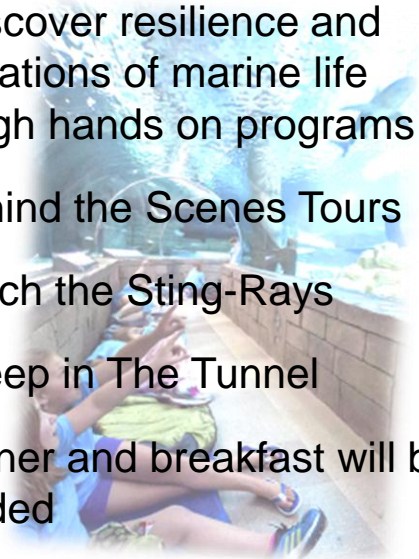 scover resilience and
ations of marine life
gh hands on programs
hind the Scenes Tours
ch the Sting-Rays
eep in The Tunnel
ner and breakfast will b
ded